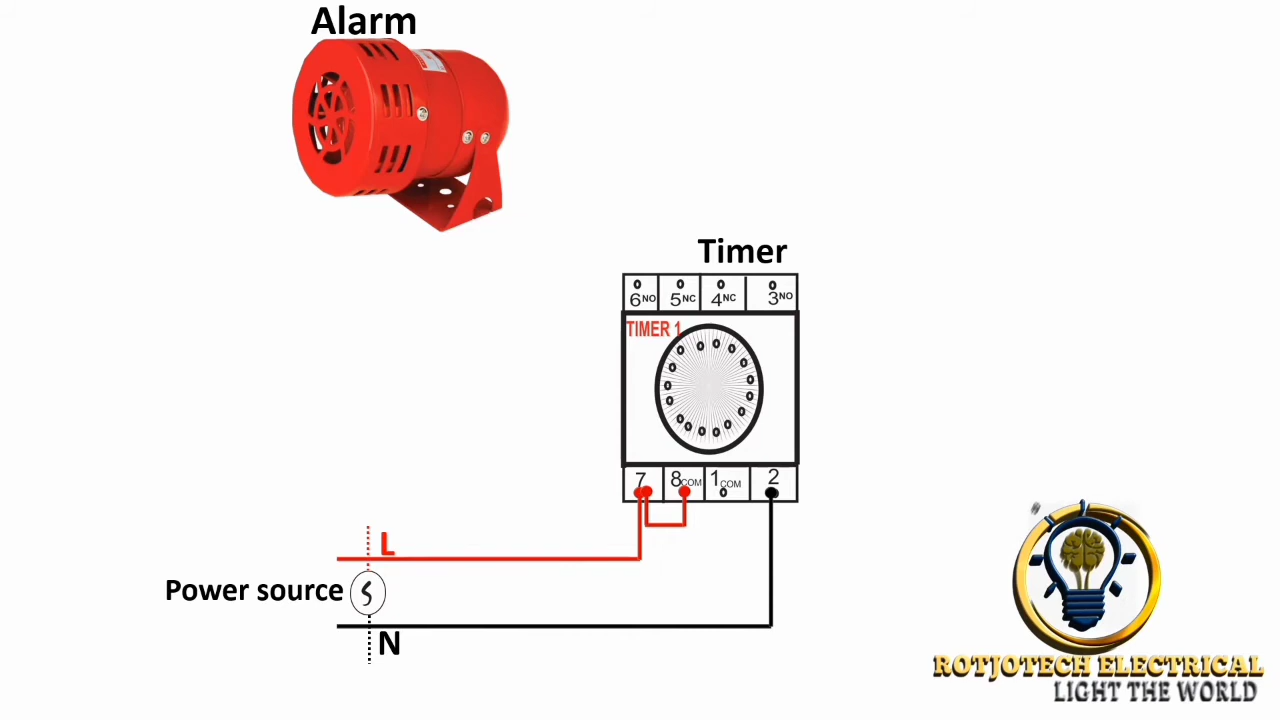 Alarm
Timer
6NO 5NC 4NC 3NO
TIMER 1
7 8COM 1COM 2
L
Power source
N
ROTJOTECH ELECTRICAL
LIGHT THE WORLD